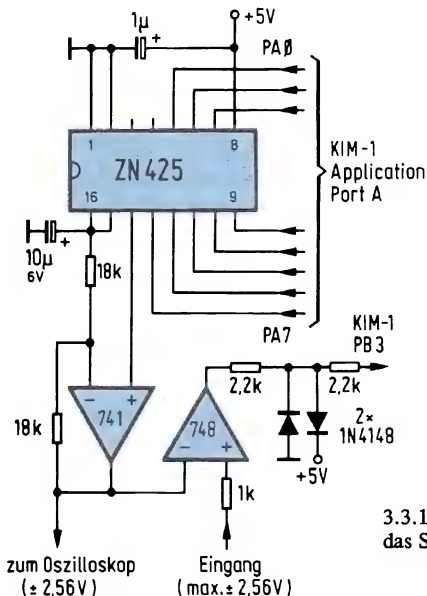 1µ
+
+5V
PAØ
1
8
ZN 425
16
9
KIM-1
Application
Port A
10µ
6V
+
18k
PA7
KIM-1
PB3
2,2k
2,2k
18k
− +
741
748
− +
2×
1N4148
+5V
1k
zum Oszilloskop
(± 2,56V)
Eingang
(max. ± 2,56V)
3.3.1
das S